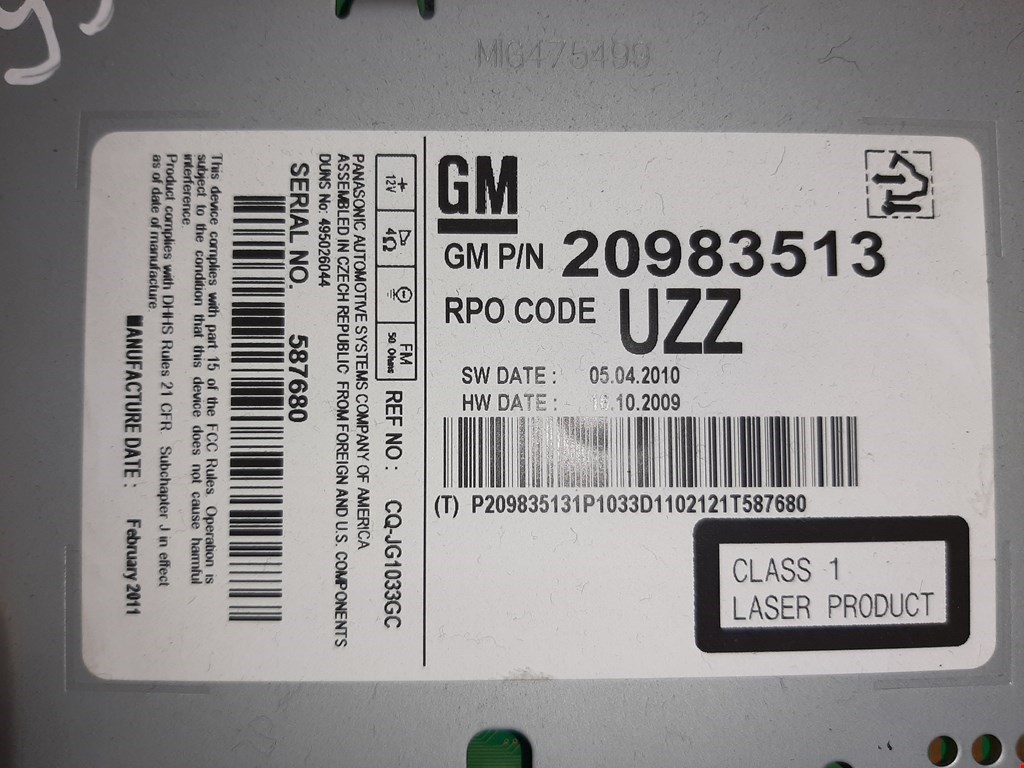 MIG475499
GM
GM P/N 20983513
RPO CODE UZZ
SW DATE : 05.04.2010
HW DATE : .10.2009
(T) P209835131P1033D1102121T587680
CLASS 1
LASER PRODUCT
+ 12V
4Ω
FM 50 Ohms
REF NO : CQ-JG1033GC
PANASONIC AUTOMOTIVE SYSTEMS COMPANY OF AMERICA
ASSEMBLED IN CZECH REPUBLIC FROM FOREIGN AND U.S. COMPONENTS
DUNS No: 495026044
SERIAL NO. 587680
This device complies with part 15 of the FCC Rules. Operation is
subject to the condition that this device does not cause harmful
interference.
Product complies with DHHS Rules 21 CFR Subchapter J in effect
as of date of manufacture.
MANUFACTURE DATE : February 2011